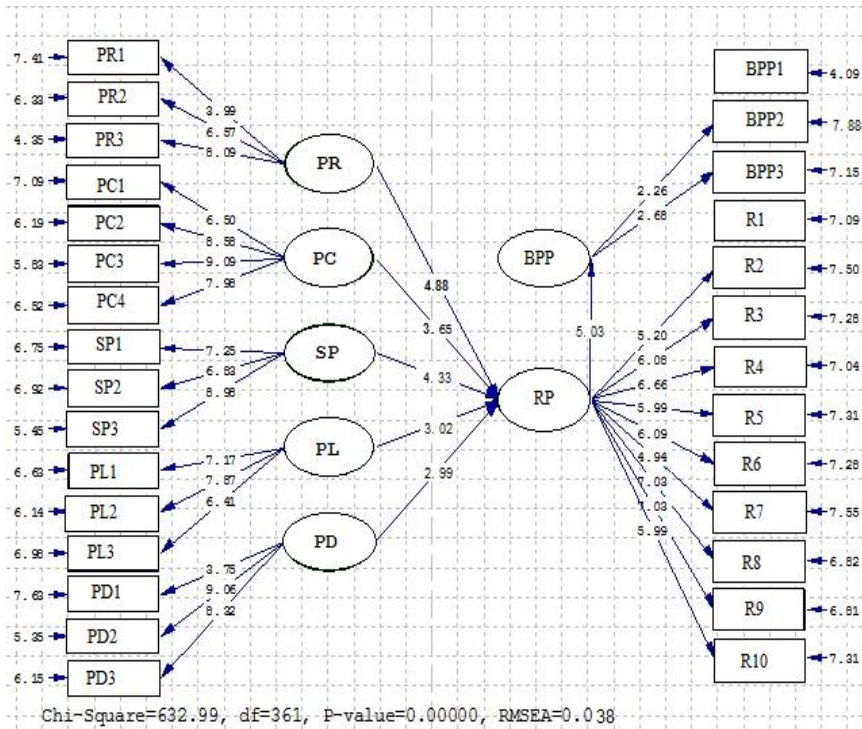 7.41 PR1
6.33 PR2
4.35 PR3
7.09 PC1
6.19 PC2
5.83 PC3
6.52 PC4
6.75 SP1
6.92 SP2
5.45 SP3
6.63 PL1
6.14 PL2
6.98 PL3
7.63 PD1
5.35 PD2
6.15 PD3
3.99
6.57
8.09
6.50
8.58
9.09
7.98
7.25
6.83
8.98
7.17
7.87
6.41
3.75
9.06
8.32
PR
PC
SP
PL
PD
4.88
3.65
4.33
3.02
2.99
BPP
5.03
RP
2.26
2.68
5.20
6.08
6.66
5.99
6.09
4.94
7.03
7.03
5.99
BPP1 4.09
BPP2 7.88
BPP3 7.15
R1 7.09
R2 7.50
R3 7.28
R4 7.04
R5 7.31
R6 7.28
R7 7.55
R8 6.82
R9 6.81
R10 7.31
Chi-Square=632.99, df=361, P-value=0.00000, RMSEA=0.038